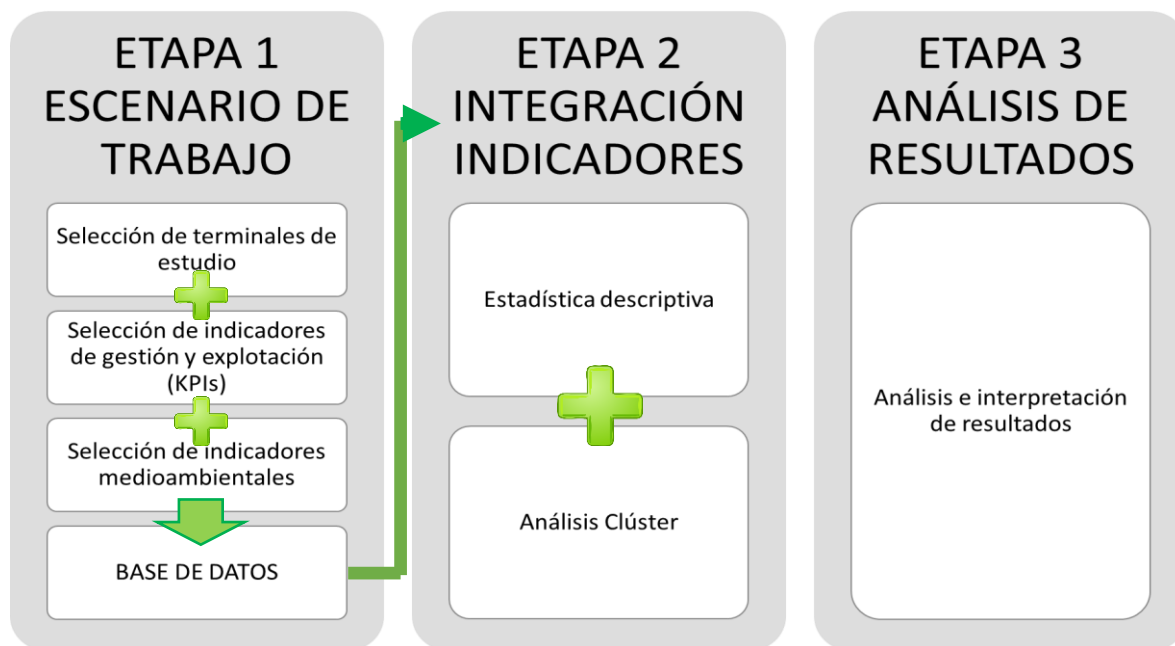 ETAPA 1
ESCENARIO DE
TRABAJO
Selección de terminales de
estudio
Selección de indicadores
de gestión y explotación
(KPIs)
Selección de indicadores
medioambientales
BASE DE DATOS
ETAPA 2
INTEGRACIÓN
INDICADORES
Estadística descriptiva
Análisis Clúster
ETAPA 3
ANÁLISIS DE
RESULTADOS
Análisis e interpretación
de resultados